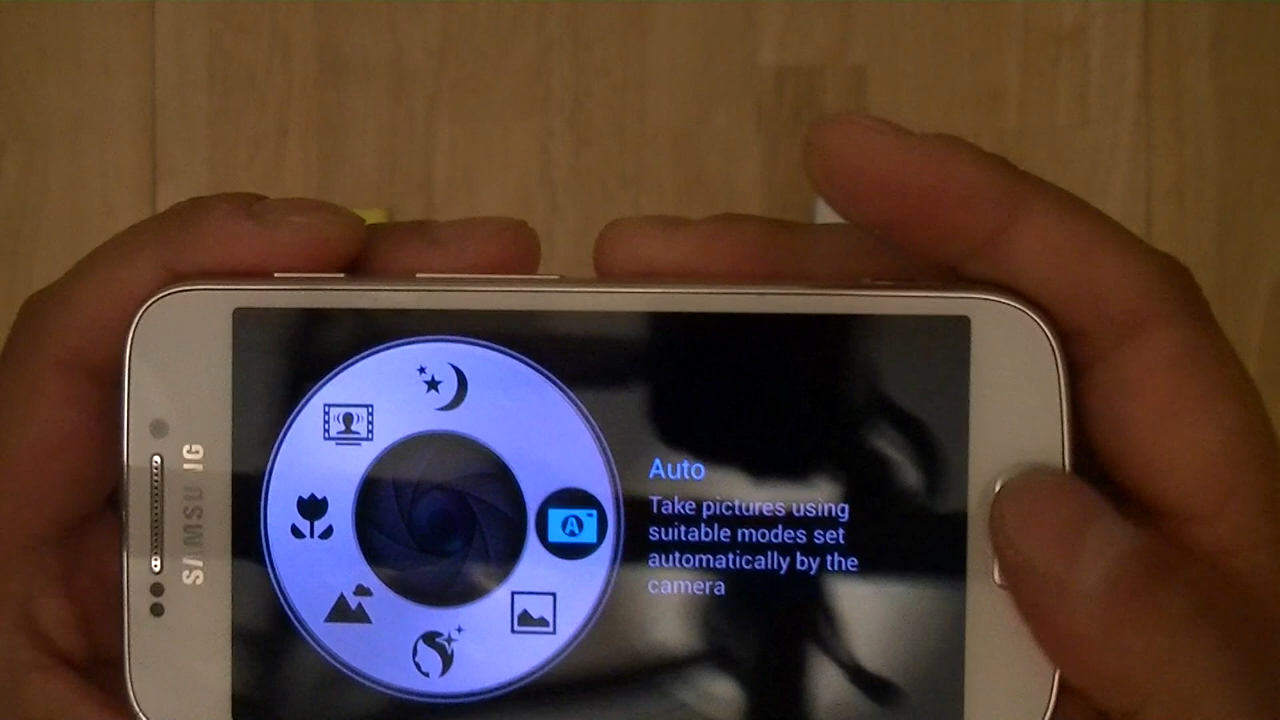 SAMSUNG
Auto
Take pictures using
suitable modes set
automatically by the
camera
A